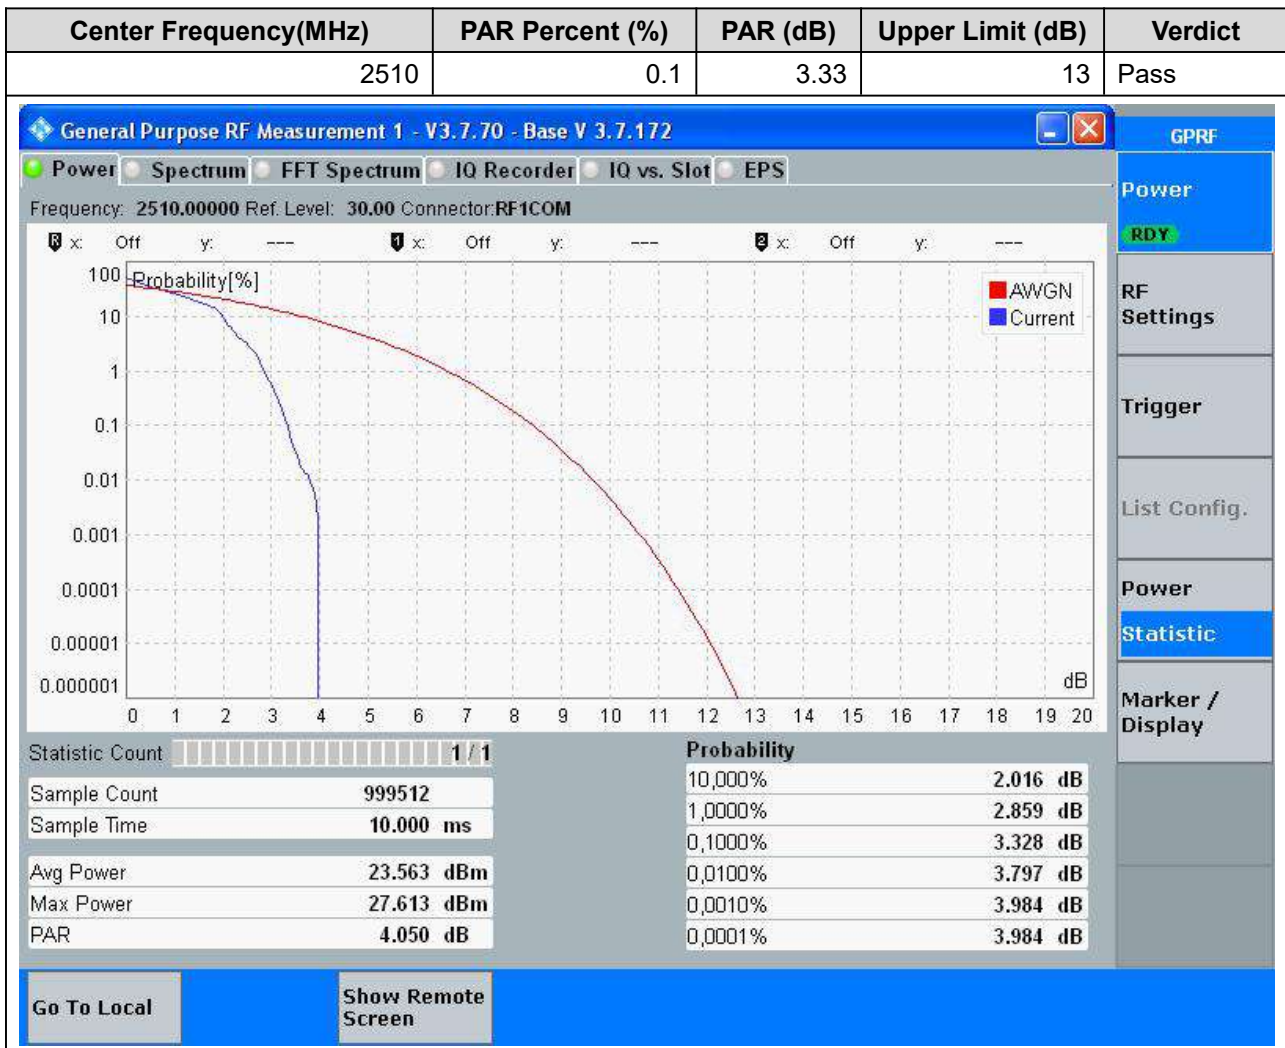 Center Frequency(MHz) PAR Percent (%) PAR (dB) Upper Limit (dB) Verdict
2510 0.1 3.33 13 Pass
General Purpose RF Measurement 1 - V3.7.70 - Base V 3.7.172
GPRF
Power Spectrum FFT Spectrum IQ Recorder IQ vs. Slot EPS
Frequency: 2510.00000 Ref. Level: 30.00 Connector:RF1COM
R x: Off y: --- 1 x: Off y: --- 2 x: Off y: ---
Power
RDY
RF
Settings
Trigger
List Config.
Power
Statistic
Marker /
Display
Probability[%]
AWGN
Current
100
10
1
0.1
0.01
0.001
0.0001
0.00001
0.000001
dB
0 1 2 3 4 5 6 7 8 9 10 11 12 13 14 15 16 17 18 19 20
Statistic Count 1 / 1
Sample Count 999512
Sample Time 10.000 ms
Avg Power 23.563 dBm
Max Power 27.613 dBm
PAR 4.050 dB
Probability
10,000% 2.016 dB
1,0000% 2.859 dB
0,1000% 3.328 dB
0,0100% 3.797 dB
0,0010% 3.984 dB
0,0001% 3.984 dB
Go To Local
Show Remote
Screen